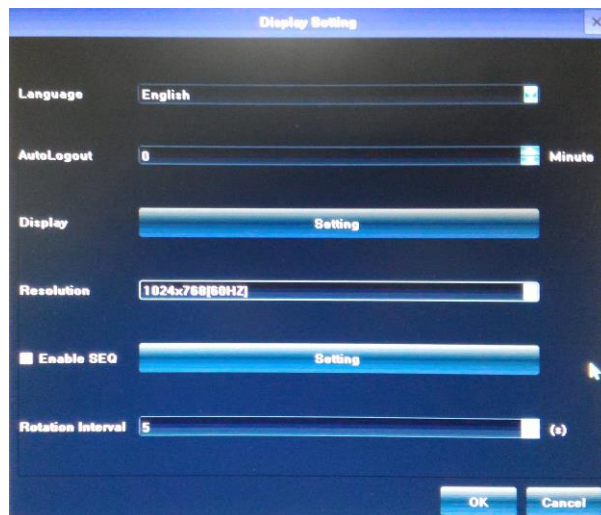 Display Setting
Language English
AutoLogout 0 Minute
Display Setting
Resolution 1024x768[60HZ]
Enable SEQ Setting
Rotation Interval 5 (s)
OK Cancel